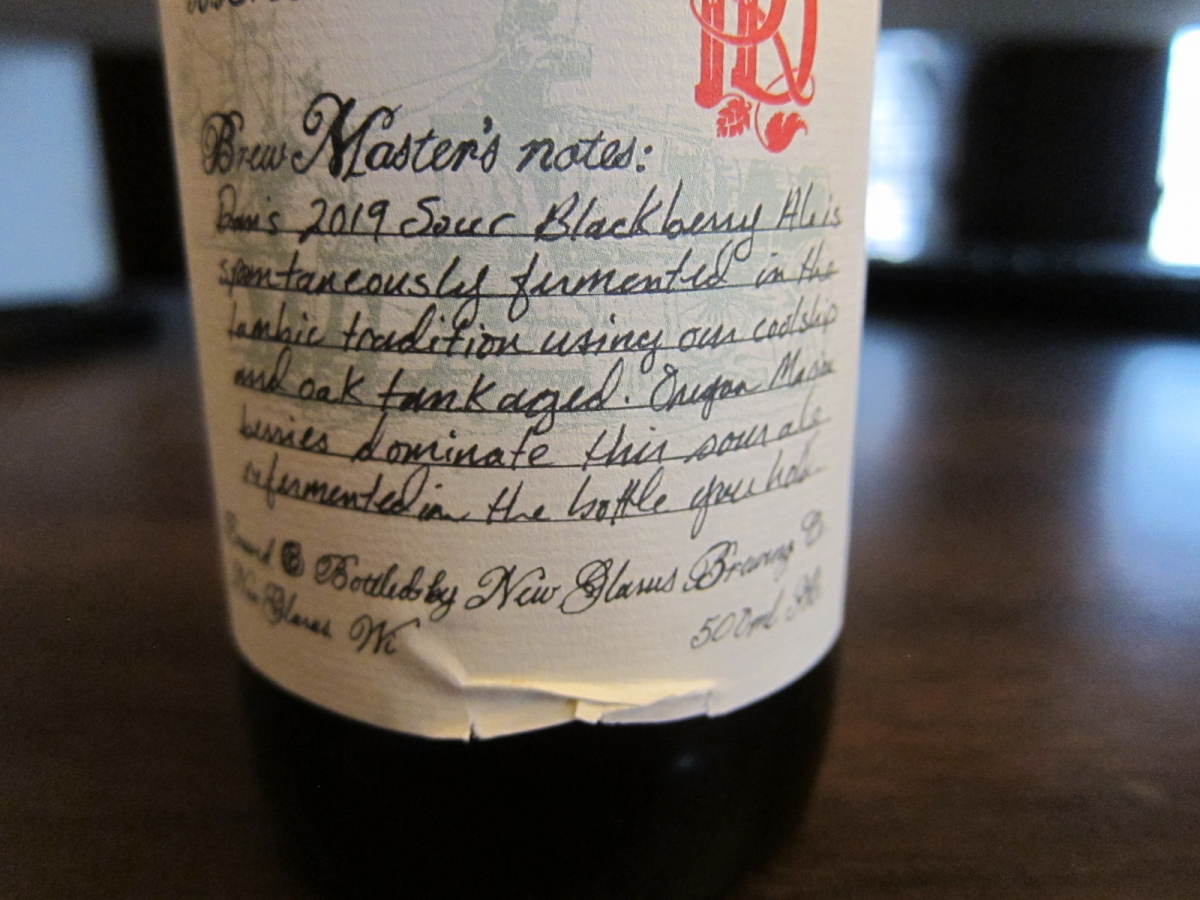 Brew Master's notes:
Dan's 2019 Sour Blackberry Ale is
spontaneously fermented in the
lambic tradition using our coolship
and oak tank aged. Oregon Marion
berries dominate this sour ale
refermented in the bottle you hold.
Brewed & Bottled by New Glarus Brewing Co.
New Glarus Wi
500ml